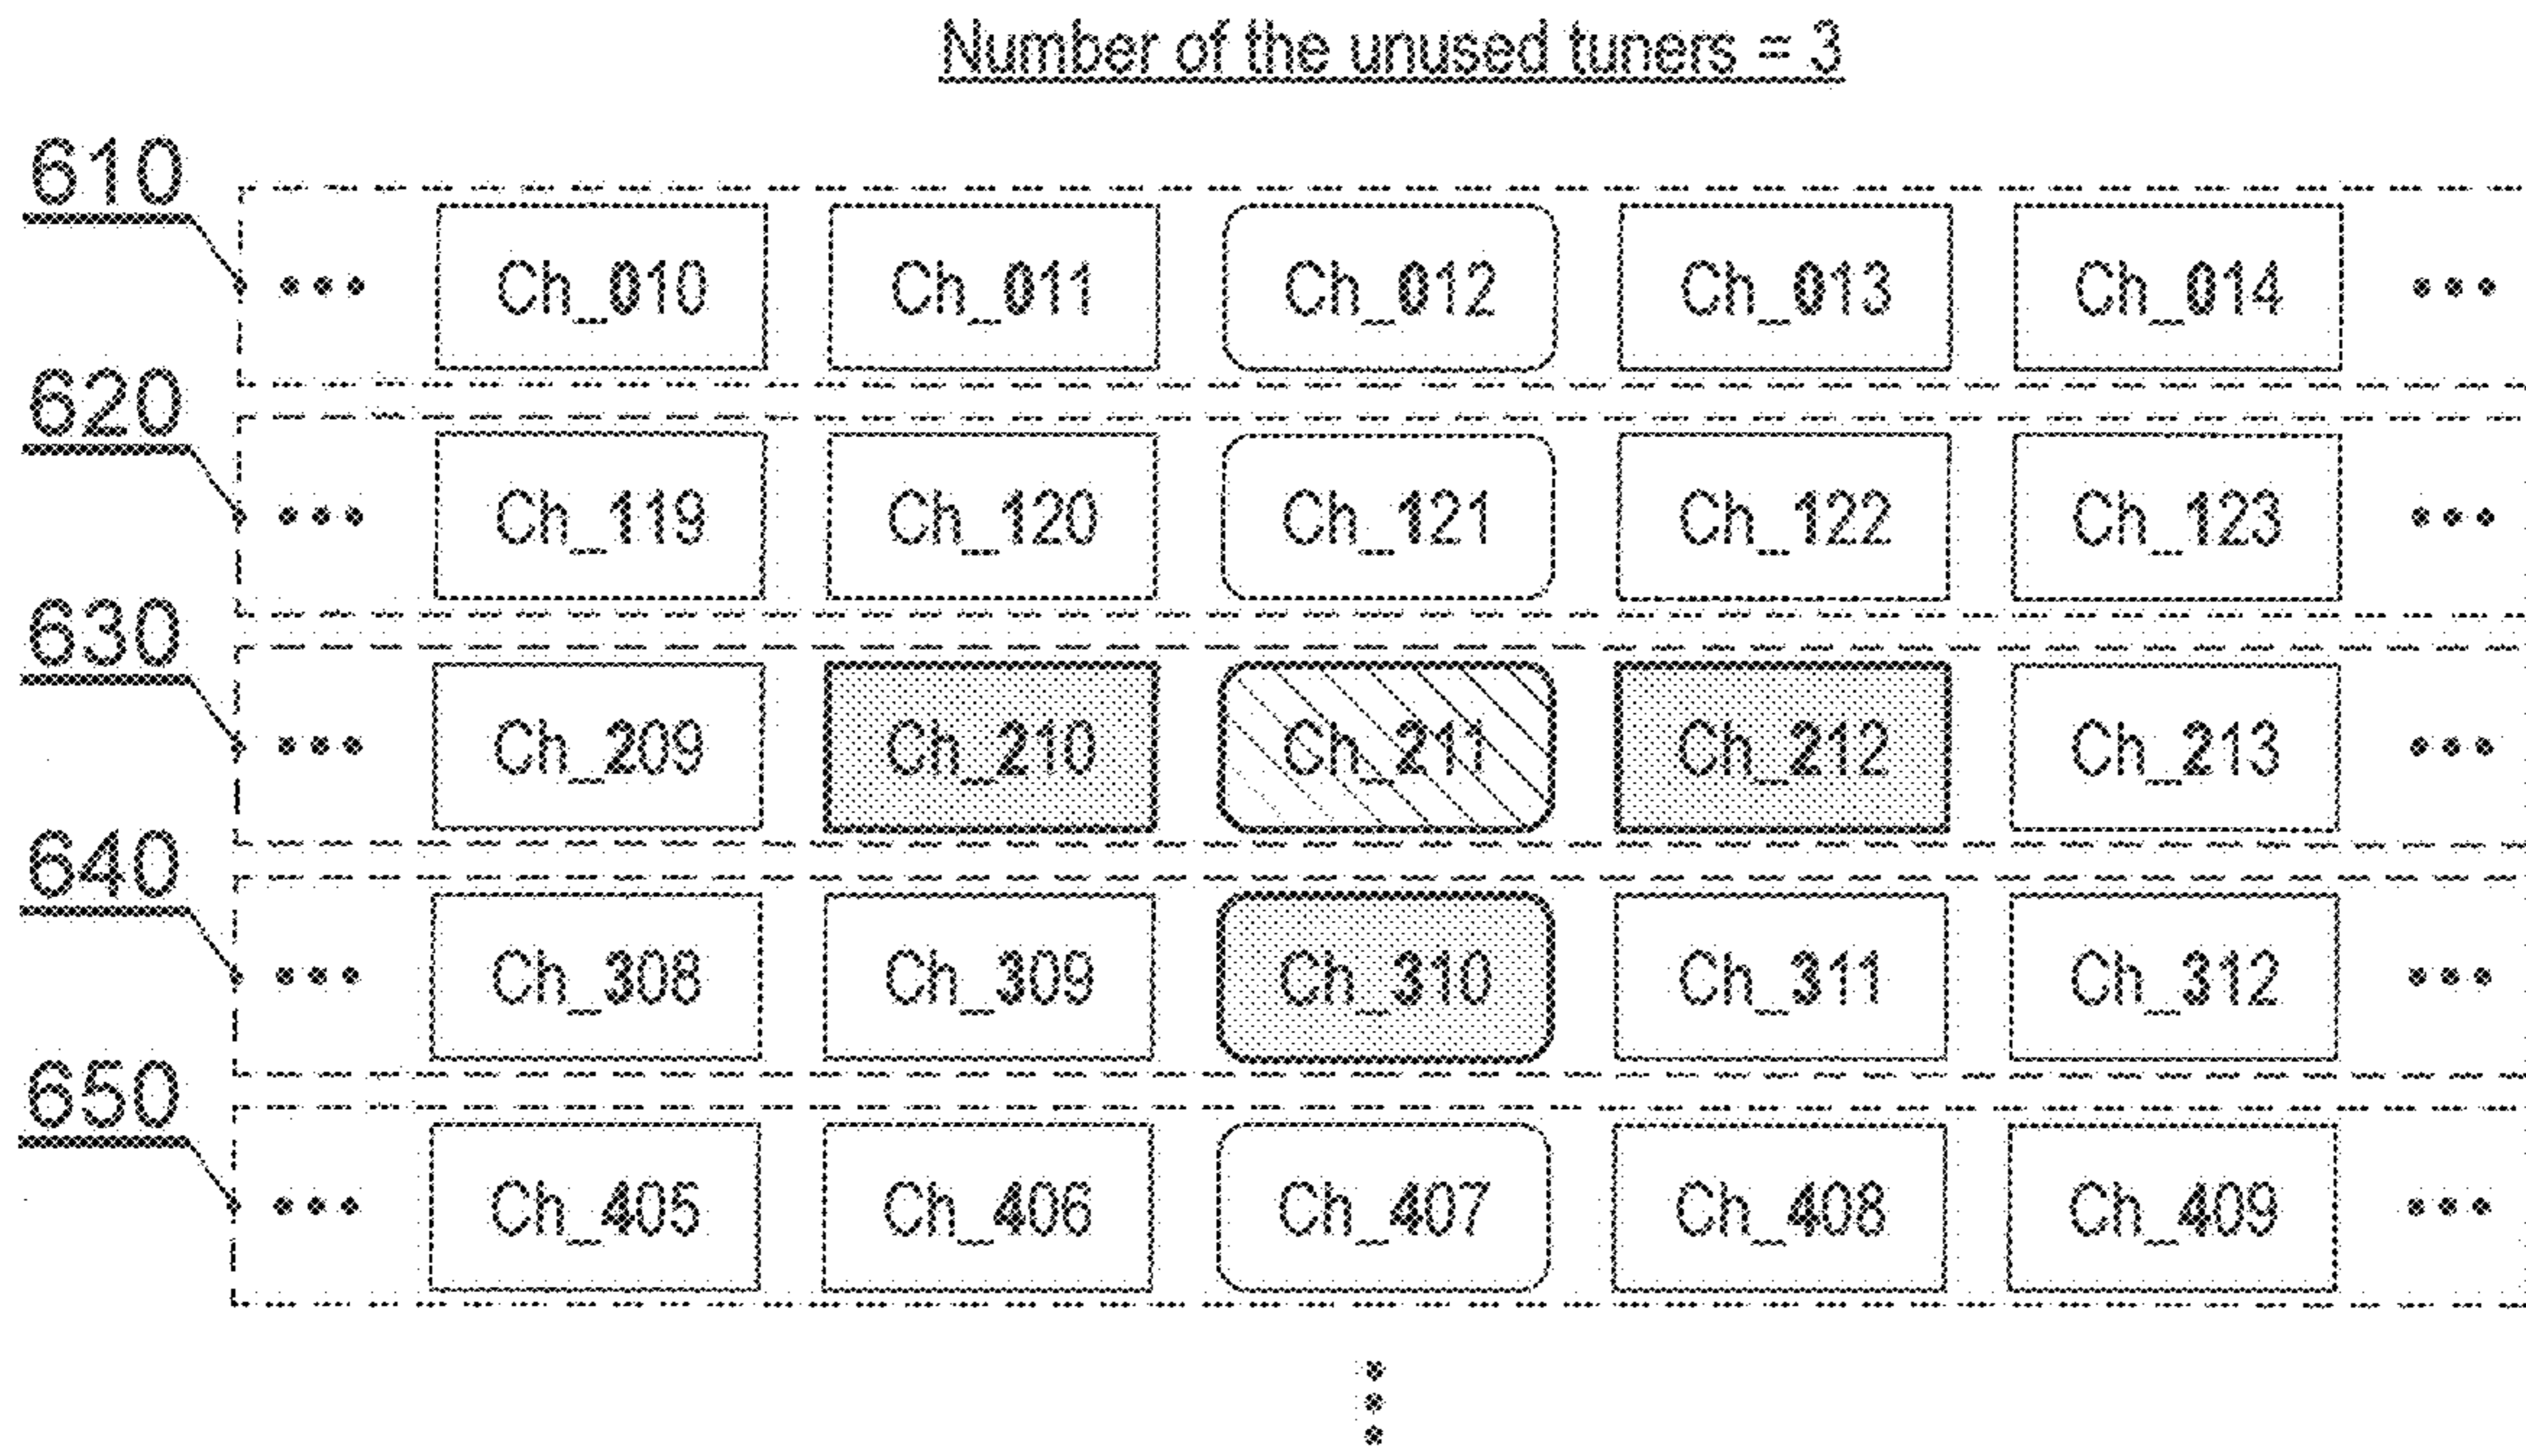 Number of the unused tuners = 3
610
••• Ch_010 Ch_011 Ch_012 Ch_013 Ch_014 •••
620
••• Ch_119 Ch_120 Ch_121 Ch_122 Ch_123 •••
630
••• Ch_209 Ch_210 Ch_211 Ch_212 Ch_213 •••
640
••• Ch_308 Ch_309 Ch_310 Ch_311 Ch_312 •••
650
••• Ch_405 Ch_406 Ch_407 Ch_408 Ch_409 •••